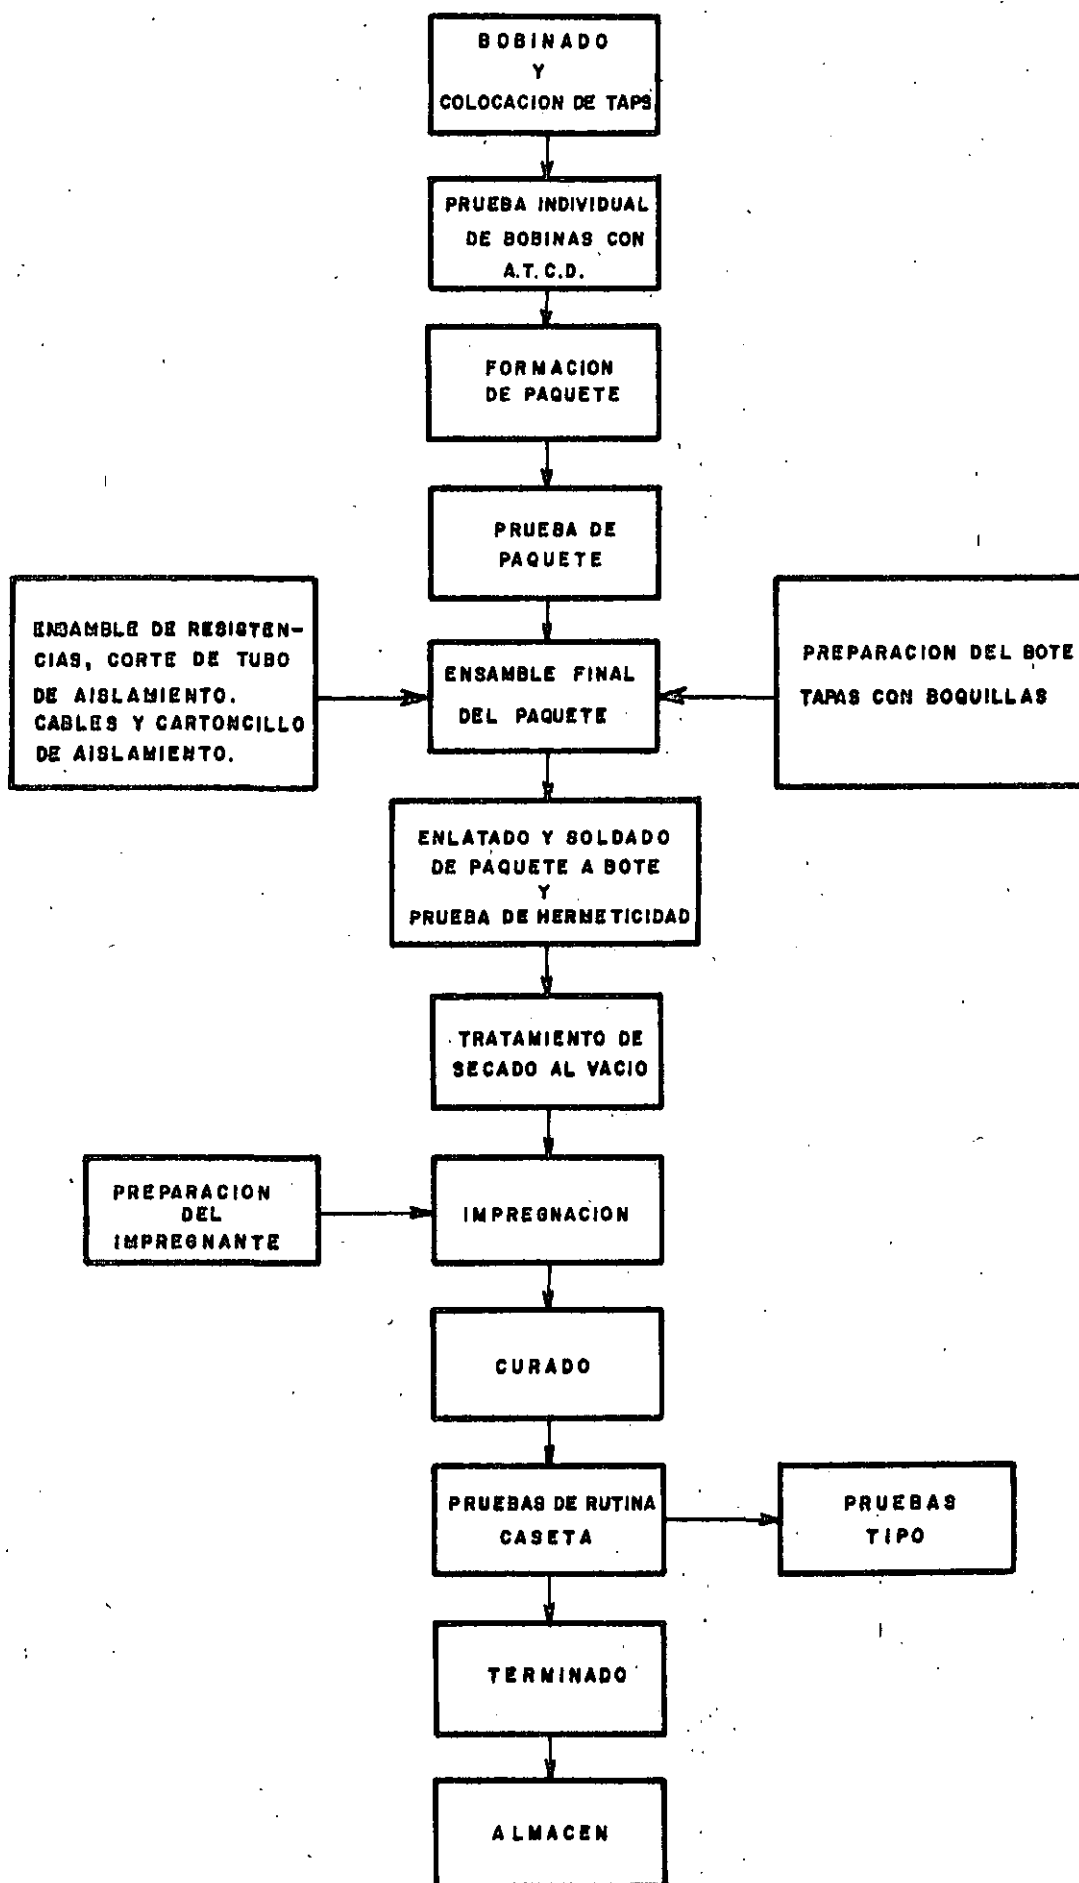 BOBINADO
Y
COLOCACION DE TAPS
PRUEBA INDIVIDUAL
DE BOBINAS CON
A.T.C.D.
FORMACION
DE PAQUETE
PRUEBA DE
PAQUETE
ENSAMBLE DE RESISTEN-
CIAS, CORTE DE TUBO
DE AISLAMIENTO.
CABLES Y CARTONCILLO
DE AISLAMIENTO.
ENSAMBLE FINAL
DEL PAQUETE
PREPARACION DEL BOTE
TAPAS CON BOQUILLAS
ENLATADO Y SOLDADO
DE PAQUETE A BOTE
Y
PRUEBA DE HERMETICIDAD
TRATAMIENTO DE
SECADO AL VACIO
PREPARACION
DEL
IMPREGNANTE
IMPREGNACION
CURADO
PRUEBAS DE RUTINA
CASETA
PRUEBAS
TIPO
TERMINADO
ALMACEN